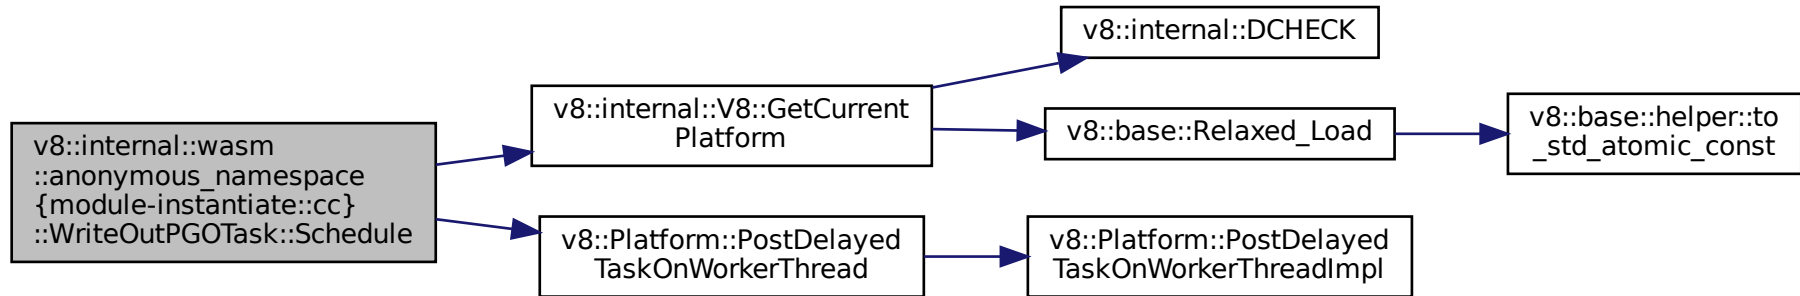 v8::internal::wasm
::anonymous_namespace
{module-instantiate::cc}
::WriteOutPGOTask::Schedule
v8::internal::V8::GetCurrent
Platform
v8::internal::DCHECK
v8::base::Relaxed_Load
v8::base::helper::to
_std_atomic_const
v8::Platform::PostDelayed
TaskOnWorkerThread
v8::Platform::PostDelayed
TaskOnWorkerThreadImpl